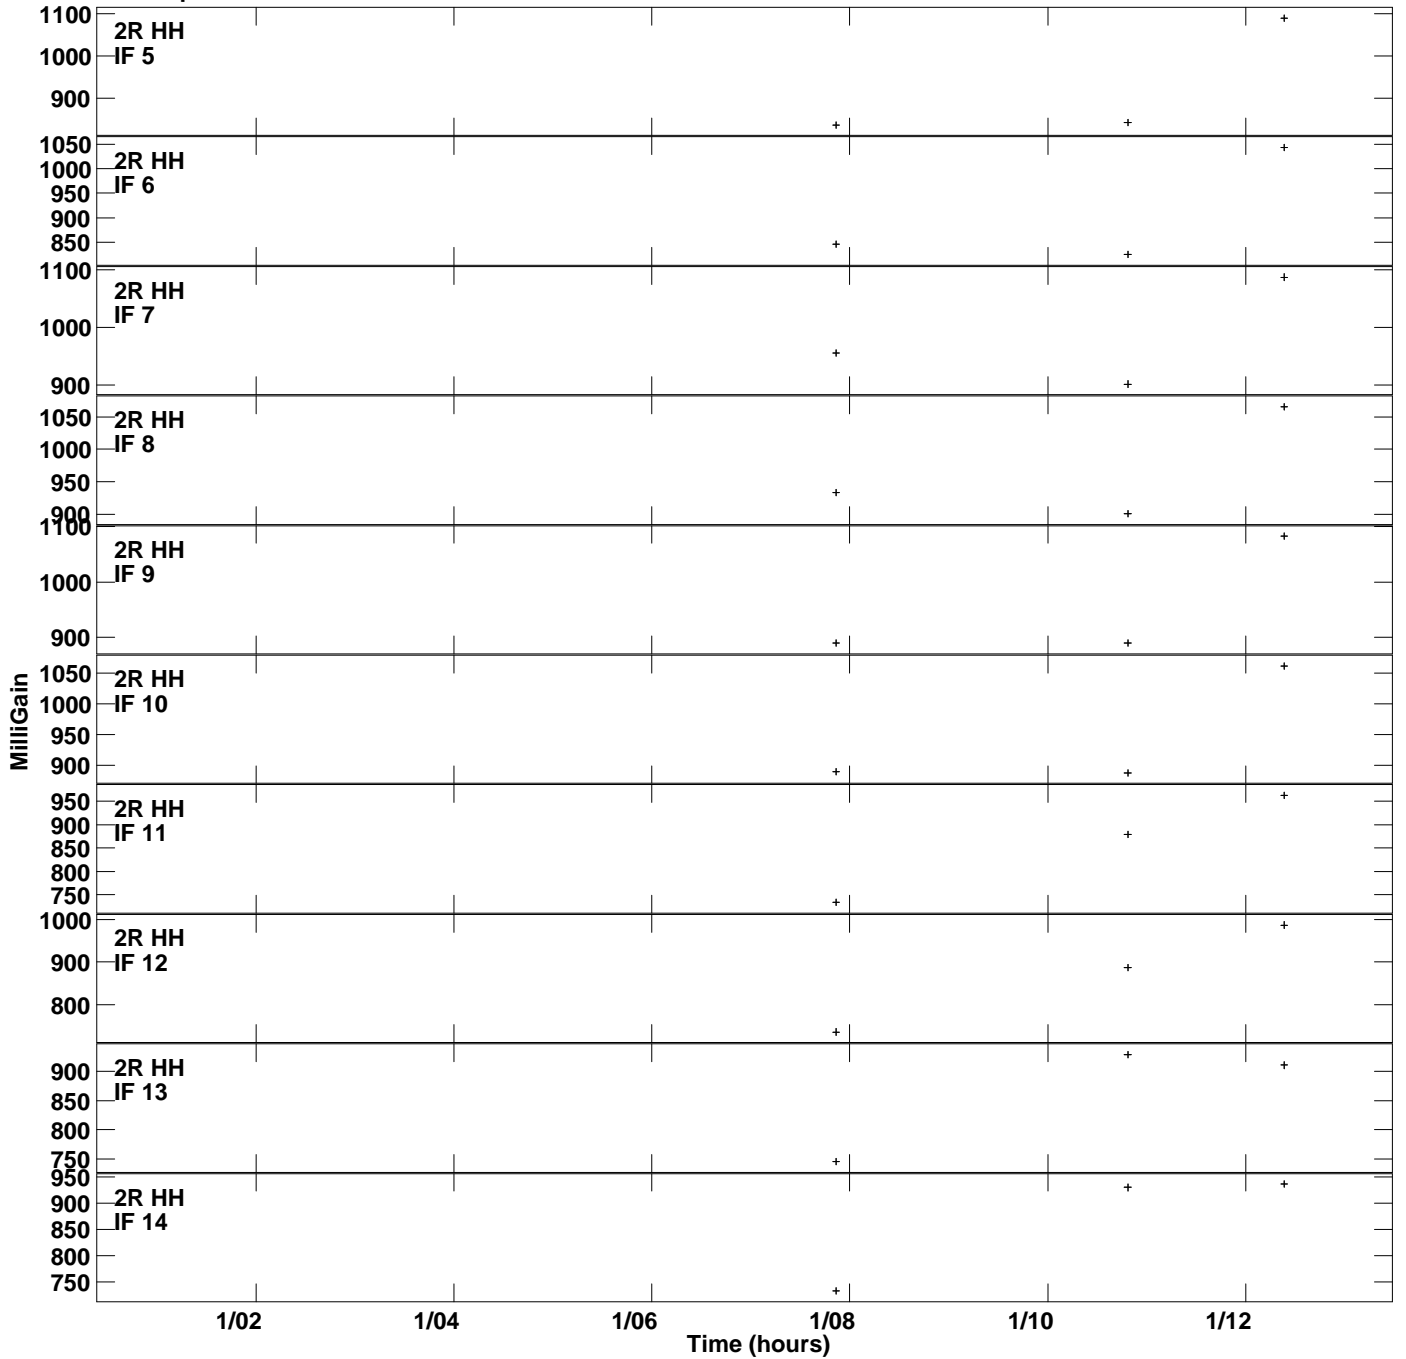 1100
2R HH
1000
IF 5
900
1050
2R HH
1000
IF 6
950
900
850
1100
2R HH
IF 7
1000
900
2R HH
1050
IF 8
1000
950
900
1100
2R HH
IF 9
1000
900
2R HH
1050
IF 10
1000
950
900
MilliGain
950
2R HH
900
IF 11
850
800
750
1000
2R HH
IF 12
900
800
2R HH
900
IF 13
850
800
750
950
2R HH
900
IF 14
850
800
750
1/02 1/04 1/06 1/08 1/10 1/12
Time (hours)